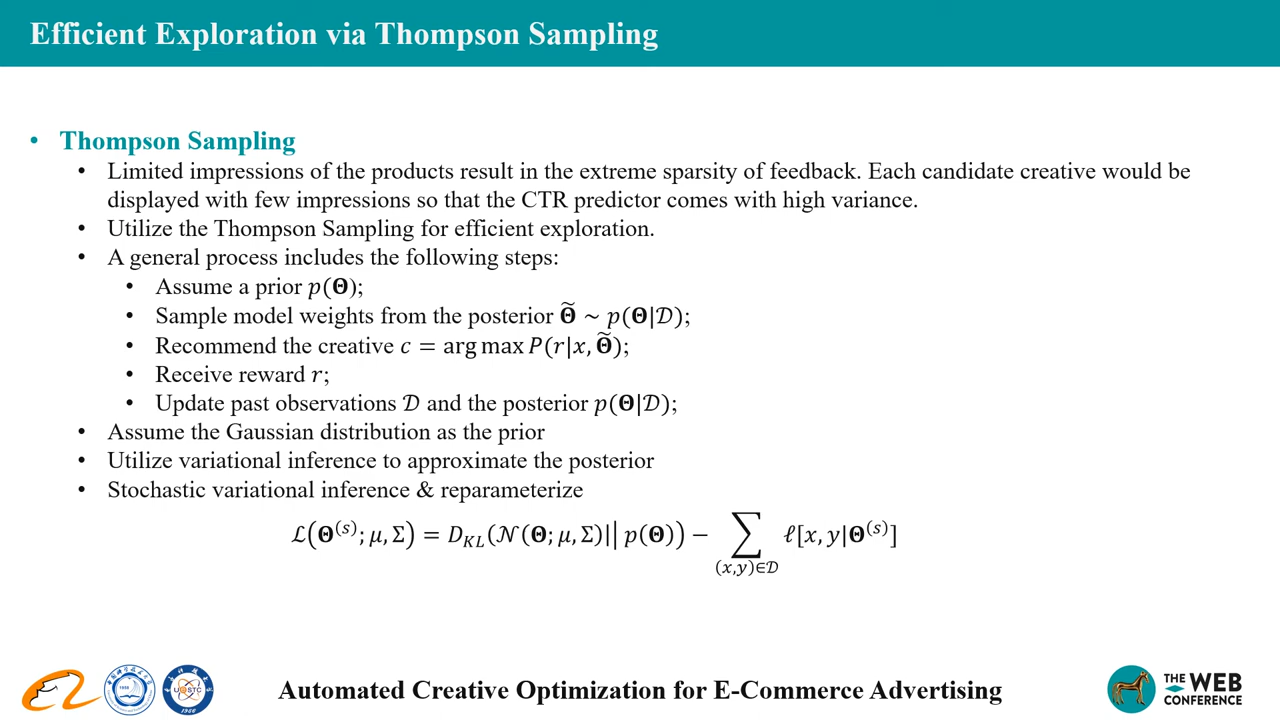 Efficient Exploration via Thompson Sampling
• Thompson Sampling
• Limited impressions of the products result in the extreme sparsity of feedback. Each candidate creative would be
displayed with few impressions so that the CTR predictor comes with high variance.
• Utilize the Thompson Sampling for efficient exploration.
• A general process includes the following steps:
• Assume a prior p(Θ);
• Sample model weights from the posterior Θ̃ ~ p(Θ|𝒟);
• Recommend the creative c = arg max P(r|x, Θ̃);
• Receive reward r;
• Update past observations 𝒟 and the posterior p(Θ|𝒟);
• Assume the Gaussian distribution as the prior
• Utilize variational inference to approximate the posterior
• Stochastic variational inference & reparameterize
ℒ(Θ^(s); μ, Σ) = D_KL(𝒩(Θ; μ, Σ)|| p(Θ)) − ∑_(x,y)∈𝒟 ℓ[x, y|Θ^(s)]
Automated Creative Optimization for E-Commerce Advertising
THE WEB
CONFERENCE
1958
UESTC
1956